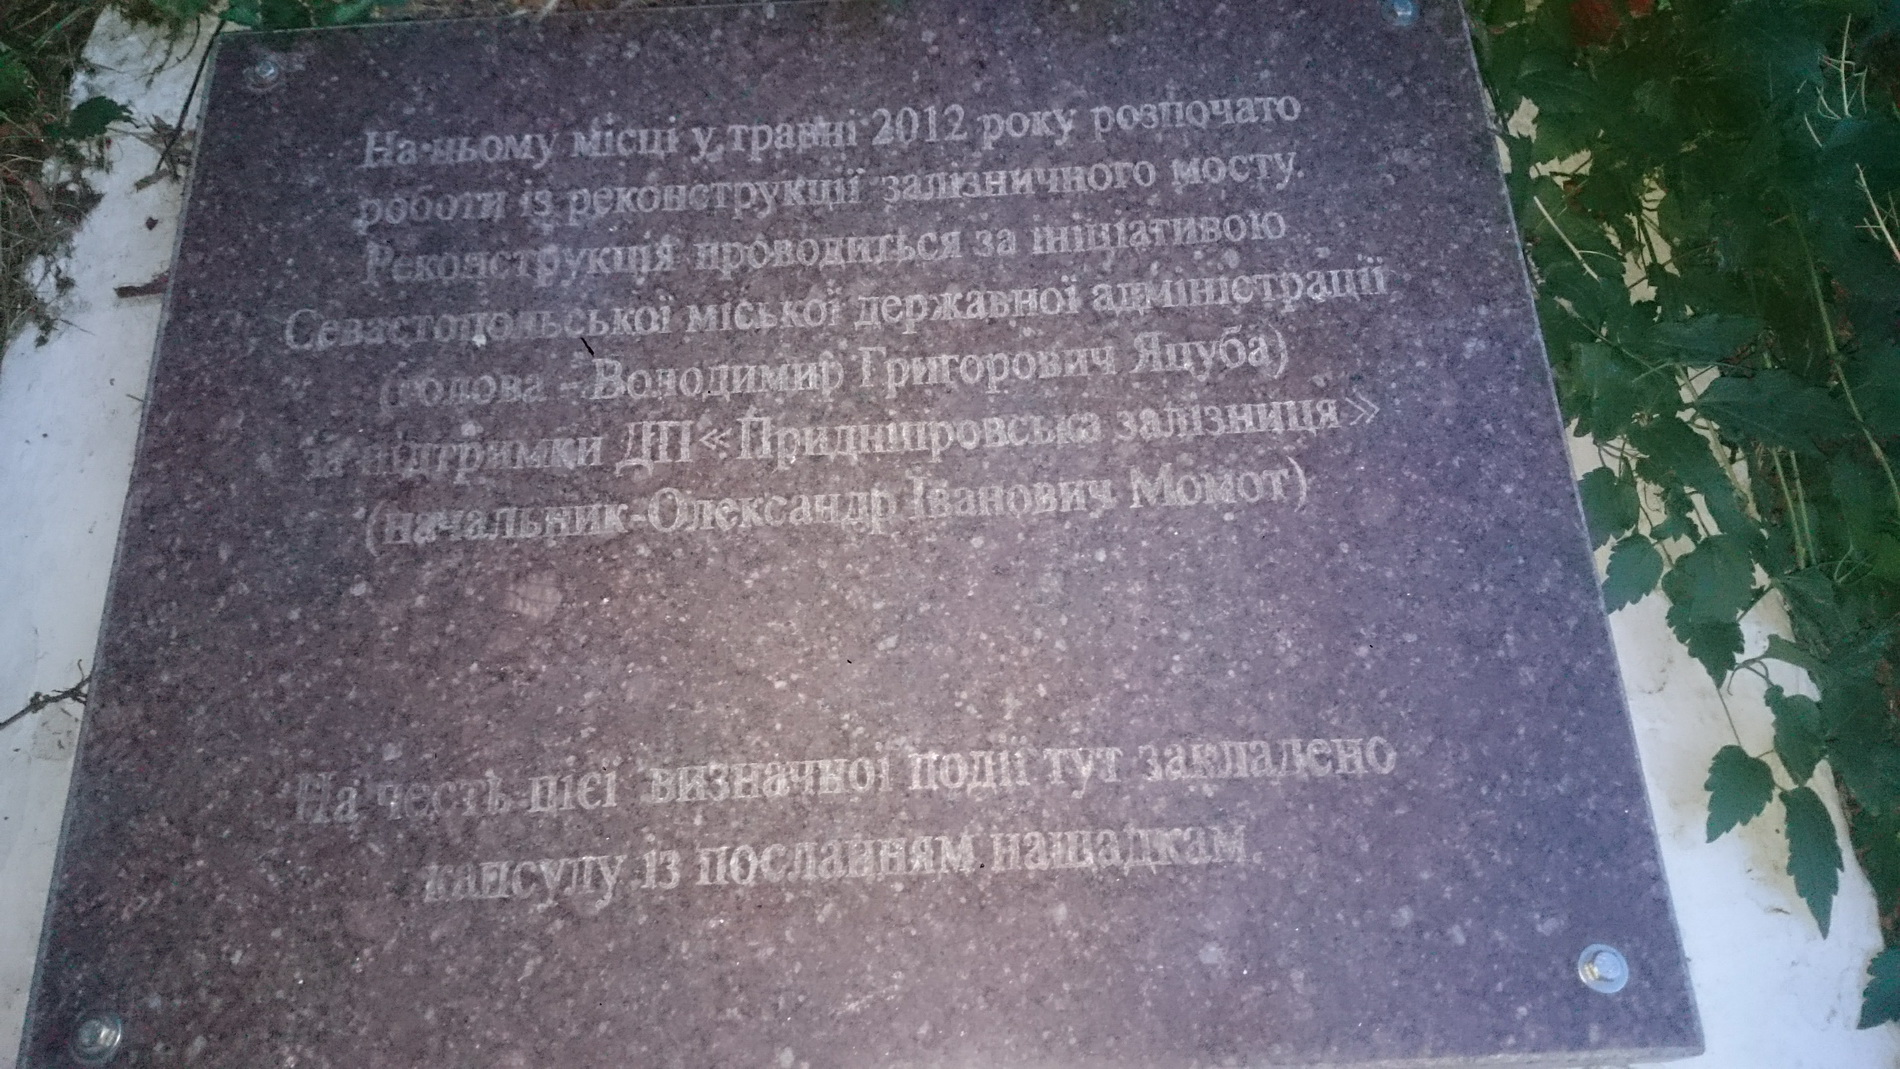 На цьому місці у травні 2012 року розпочато
роботи із реконструкції залізничного мосту.
Реконструкція проводиться за ініціативою
Севастопольської міської державної адміністрації
(голова - Володимир Григорович Яцуба)
за підтримки ДП «Придніпровська залізниця»
(начальник-Олександр Іванович Момот)
На честь цієї визначної події тут закладено
капсулу із посланням нащадкам.